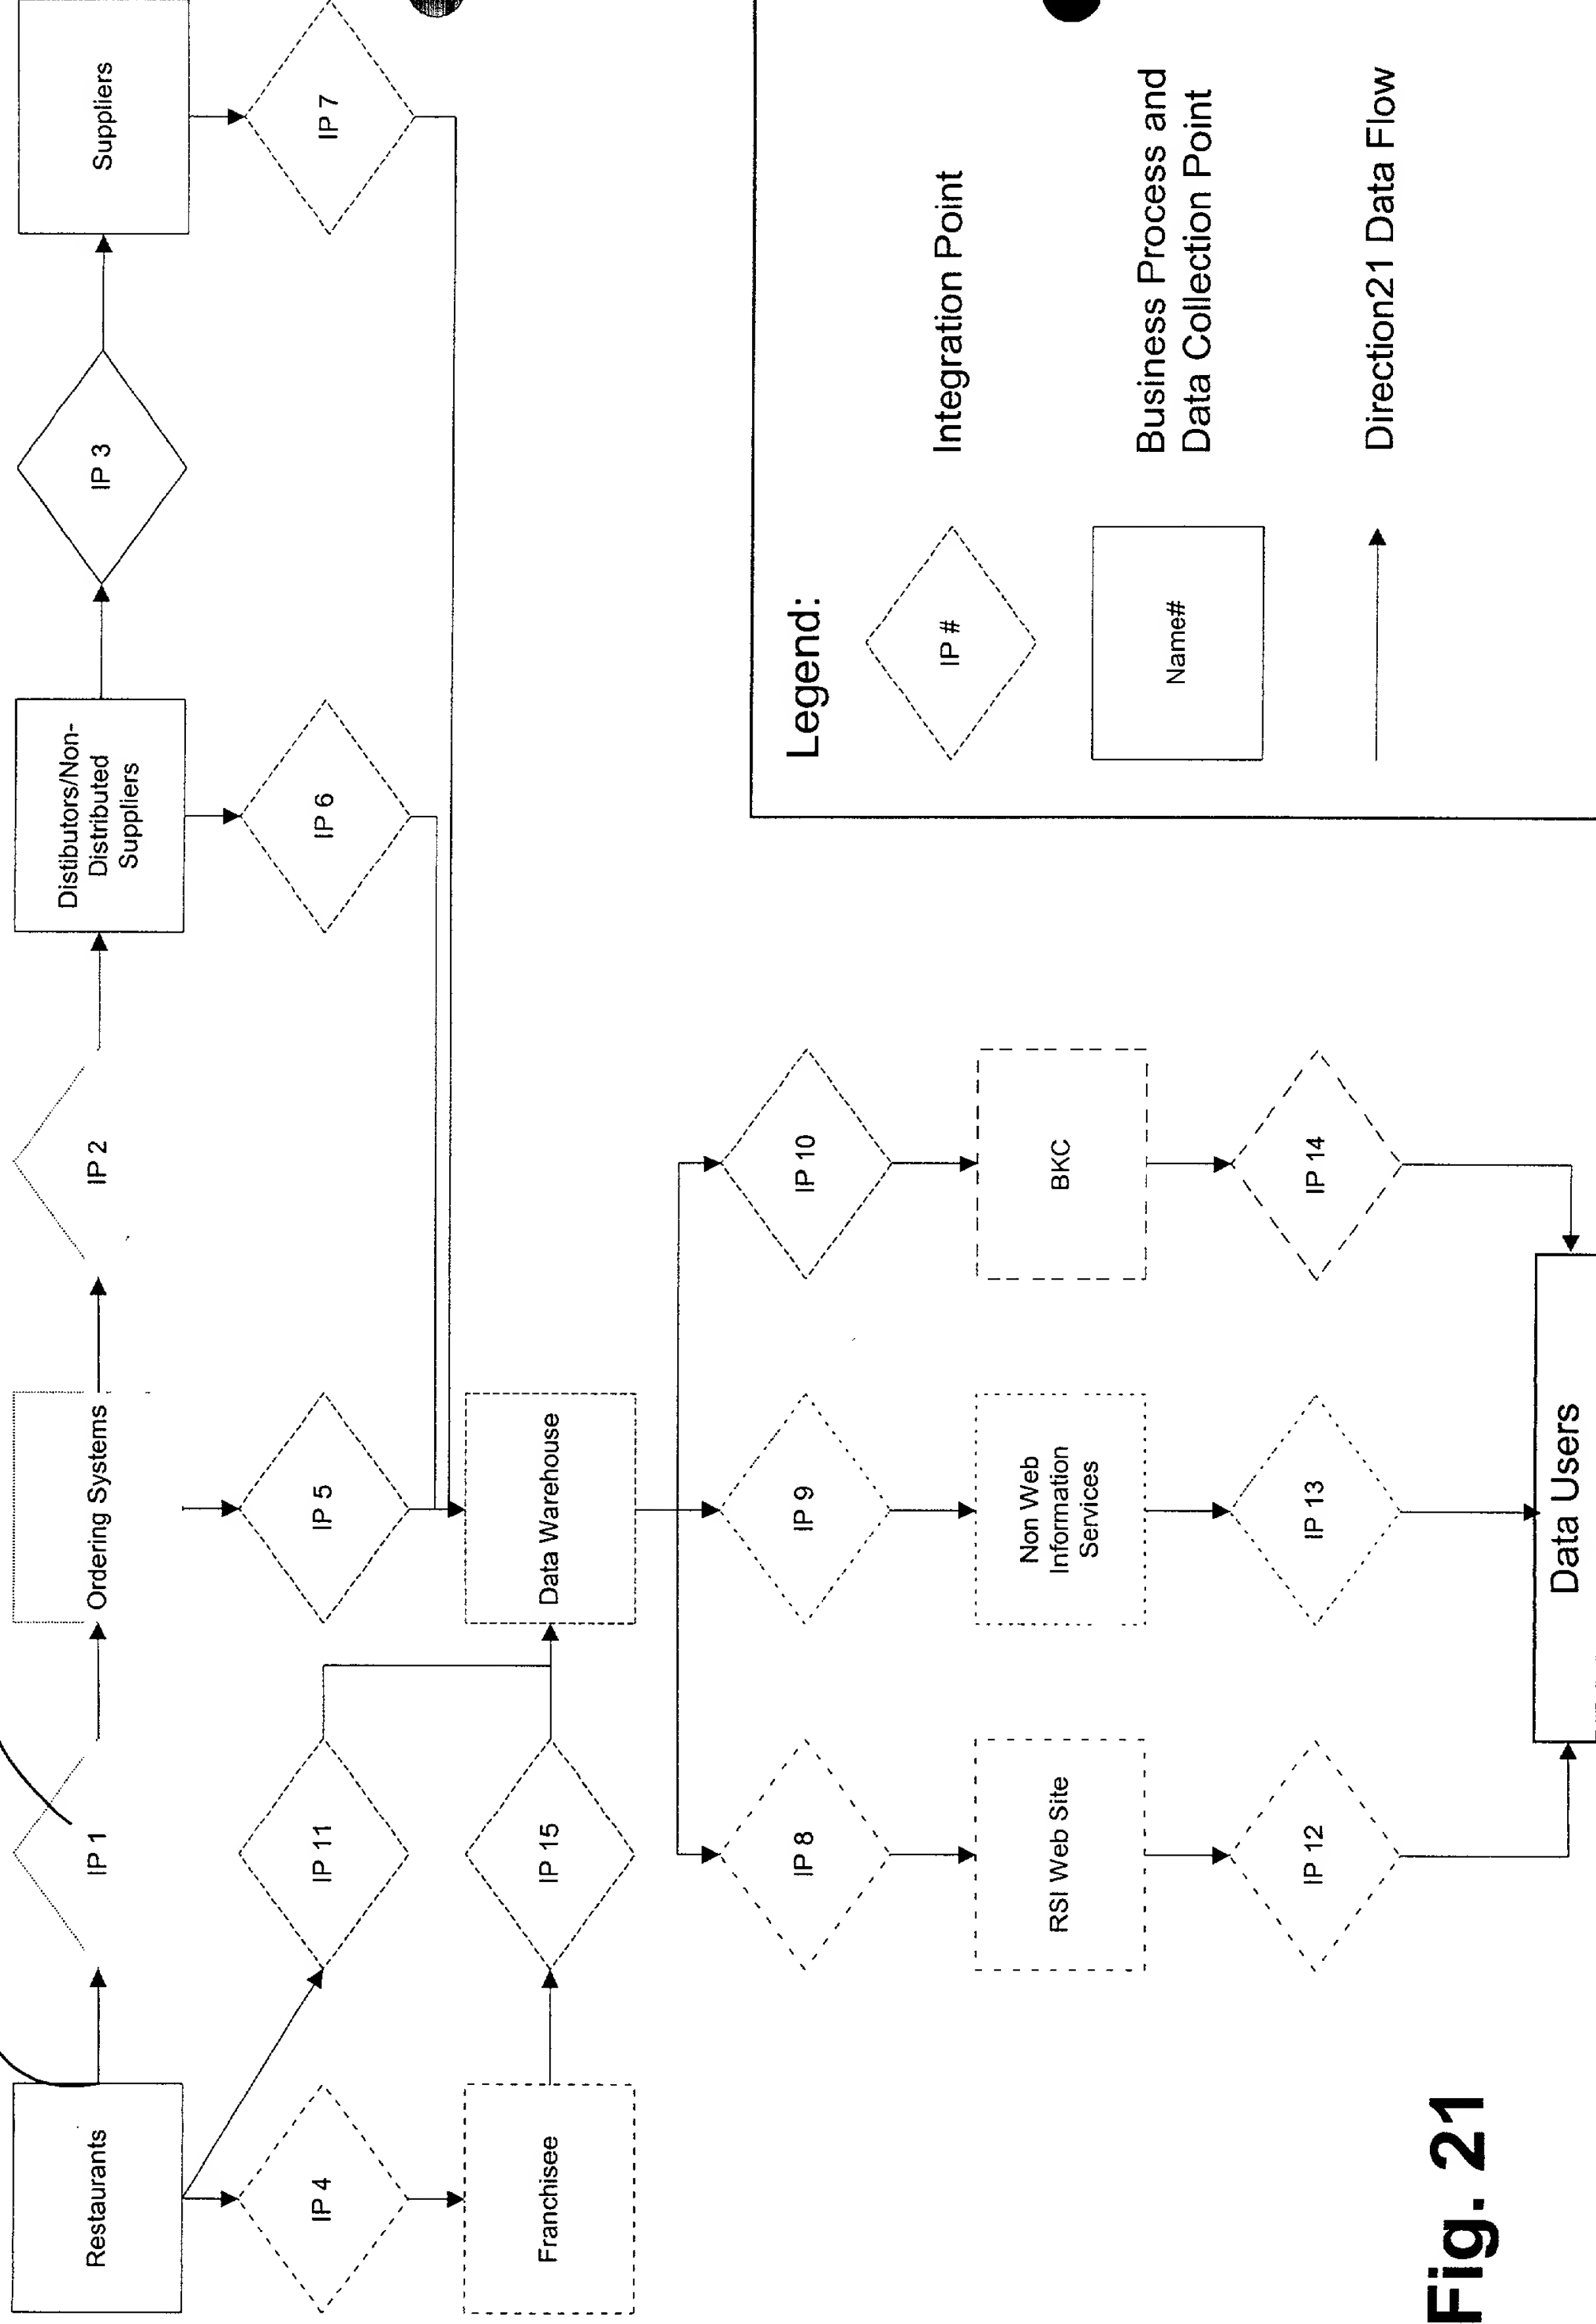 Restaurants
IP 1
Ordering Systems
IP 2
Distibutors/Non-
Distributed
Suppliers
IP 3
Suppliers
IP 4
IP 11
IP 5
IP 6
IP 7
Franchisee
IP 15
Data Warehouse
IP 8
IP 9
IP 10
RSI Web Site
Non Web
Information
Services
BKC
IP 12
IP 13
IP 14
Data Users
Legend:
IP #
Integration Point
Name#
Business Process and
Data Collection Point
Direction21 Data Flow
Fig. 21